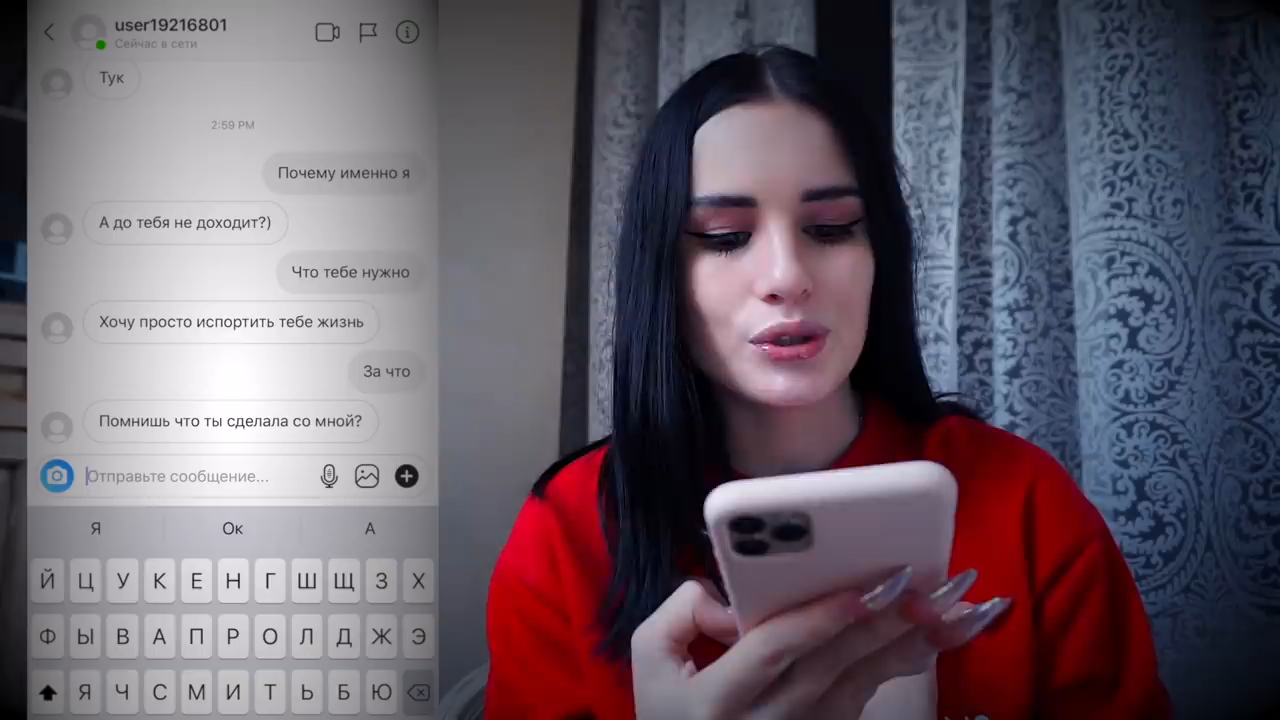 user19216801
Сейчас в сети
Тук
2:59 PM
Почему именно я
А до тебя не доходит?)
Что тебе нужно
Хочу просто испортить тебе жизнь
За что
Помнишь что ты сделала со мной?
Отправьте сообщение...
Я Ок А
Й Ц У К Е Н Г Ш Щ З Х
Ф Ы В А П Р О Л Д Ж Э
Я Ч С М И Т Ь Б Ю